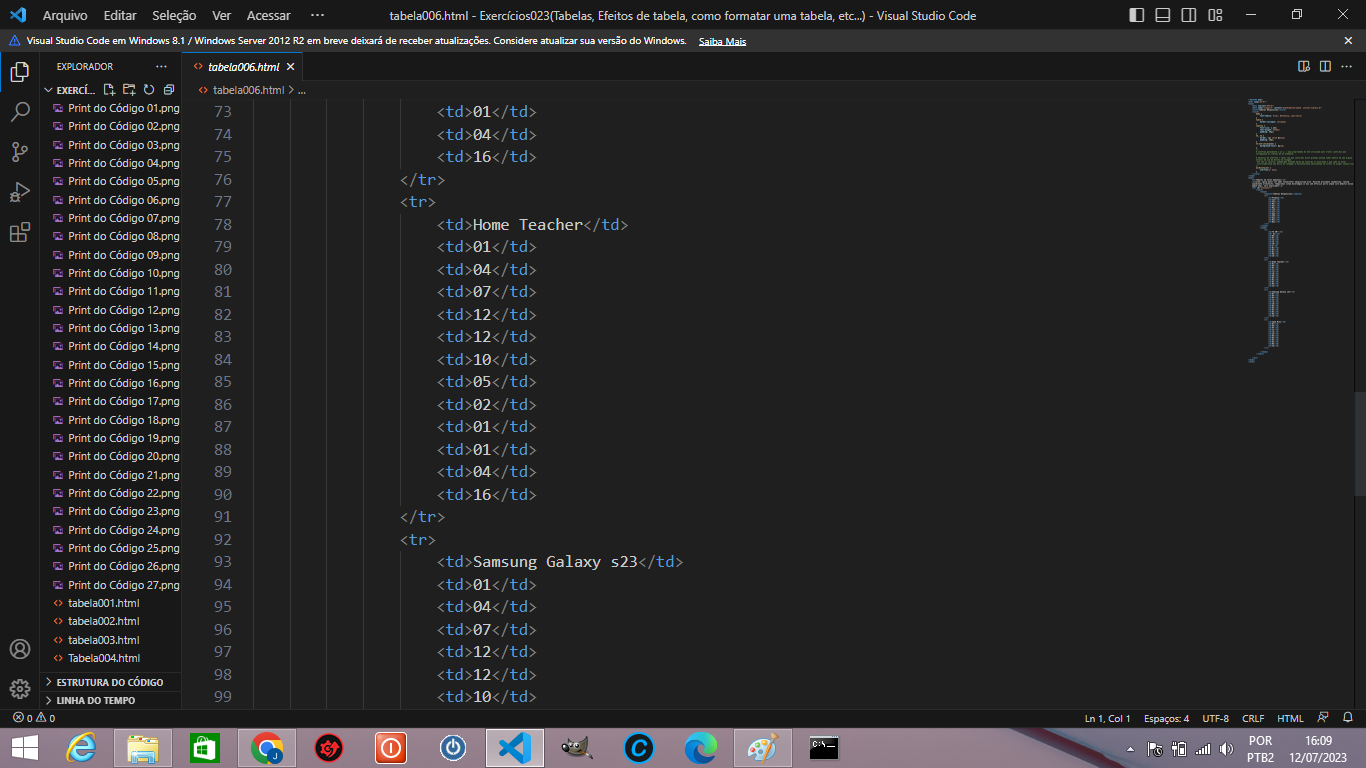 Arquivo Editar Seleção Ver Acessar ··· tabela006.html - Exercícios023(Tabelas, Efeitos de tabela, como formatar uma tabela, etc...) - Visual Studio Code
Visual Studio Code em Windows 8.1 / Windows Server 2012 R2 em breve deixará de receber atualizações. Considere atualizar sua versão do Windows. Saiba Mais
EXPLORADOR ···
tabela006.html
EXERCÍ...
tabela006.html > ...
Print do Código 01.png
Print do Código 02.png
Print do Código 03.png
Print do Código 04.png
Print do Código 05.png
Print do Código 06.png
Print do Código 07.png
Print do Código 08.png
Print do Código 09.png
Print do Código 10.png
Print do Código 11.png
Print do Código 12.png
Print do Código 13.png
Print do Código 14.png
Print do Código 15.png
Print do Código 16.png
Print do Código 17.png
Print do Código 18.png
Print do Código 19.png
Print do Código 20.png
Print do Código 21.png
Print do Código 22.png
Print do Código 23.png
Print do Código 24.png
Print do Código 25.png
Print do Código 26.png
Print do Código 27.png
tabela001.html
tabela002.html
tabela003.html
Tabela004.html
ESTRUTURA DO CÓDIGO
LINHA DO TEMPO
73 <td>01</td>
74 <td>04</td>
75 <td>16</td>
76 </tr>
77 <tr>
78 <td>Home Teacher</td>
79 <td>01</td>
80 <td>04</td>
81 <td>07</td>
82 <td>12</td>
83 <td>12</td>
84 <td>10</td>
85 <td>05</td>
86 <td>02</td>
87 <td>01</td>
88 <td>01</td>
89 <td>04</td>
90 <td>16</td>
91 </tr>
92 <tr>
93 <td>Samsung Galaxy s23</td>
94 <td>01</td>
95 <td>04</td>
96 <td>07</td>
97 <td>12</td>
98 <td>12</td>
99 <td>10</td>
0 0 Ln 1, Col 1 Espaços: 4 UTF-8 CRLF HTML
POR 16:09
PTB2 12/07/2023